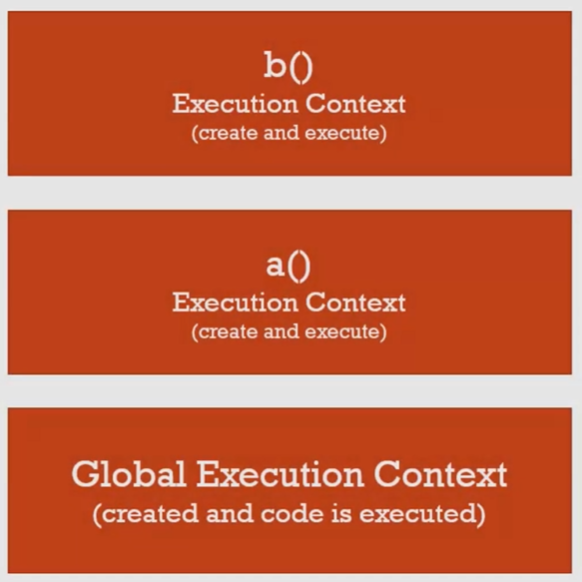 b()
Execution Context
(create and execute)
a()
Execution Context
(create and execute)
Global Execution Context
(created and code is executed)